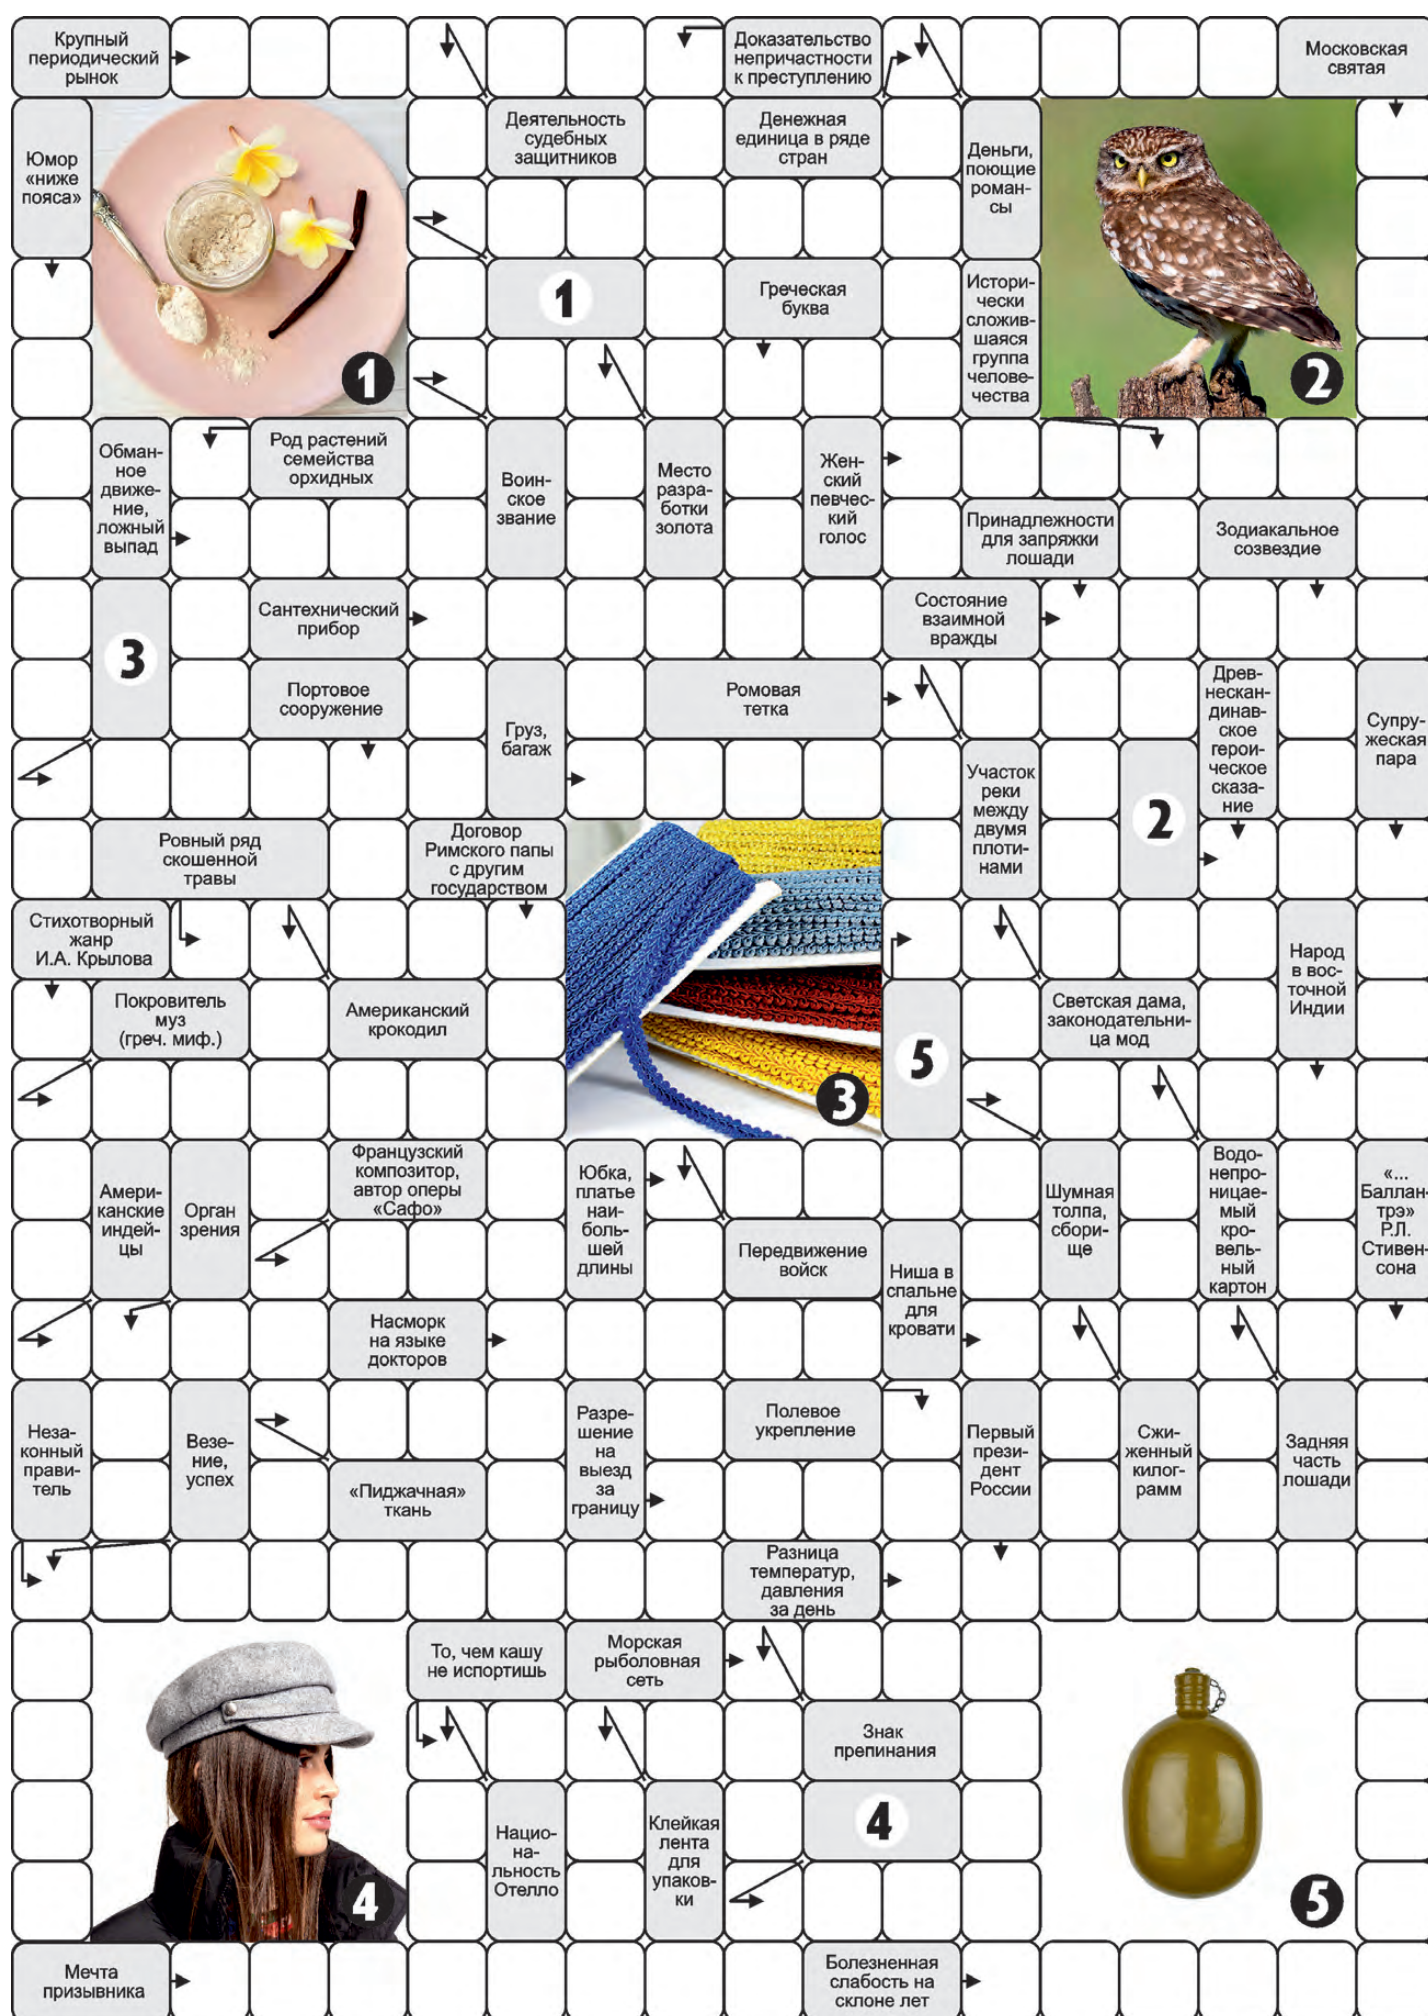 Крупный
периодический
рынок
Доказательство
непричастности
к преступлению
Московская
святая
Юмор
«ниже
пояса»
Деятельность
судебных
защитников
Денежная
единица в ряде
стран
Деньги,
поющие
роман-
сы
1
Греческая
буква
Истори-
чески
сложив-
шаяся
группа
челове-
чества
1
2
Обман-
ное
движе-
ние,
ложный
выпад
Род растений
семейства
орхидных
Воин-
ское
звание
Место
разра-
ботки
золота
Жен-
ский
певчес-
кий
голос
Принадлежности
для запряжки
лошади
Зодиакальное
созвездие
3
Сантехнический
прибор
Состояние
взаимной
вражды
Портовое
сооружение
Груз,
багаж
Ромовая
тетка
Древ-
нескан-
динав-
ское
герои-
ческое
сказа-
ние
Супру-
жеская
пара
Участок
реки
между
двумя
плоти-
нами
2
Ровный ряд
скошенной
травы
Договор
Римского папы
с другим
государством
Стихотворный
жанр
И.А. Крылова
Народ
в вос-
точной
Индии
Покровитель
муз
(греч. миф.)
Американский
крокодил
5
Светская дама,
законодательни-
ца мод
3
Амери-
канские
индей-
цы
Орган
зрения
Французский
композитор,
автор оперы
«Сафо»
Юбка,
платье
наи-
боль-
шей
длины
Шумная
толпа,
сбори-
ще
Водо-
непро-
ницае-
мый
кро-
вель-
ный
картон
«...
Баллан-
трэ»
Р.Л.
Стивен-
сона
Передвижение
войск
Ниша в
спальне
для
кровати
Насморк
на языке
докторов
Неза-
конный
прави-
тель
Везе-
ние,
успех
Разре-
шение
на
выезд
за
границу
Полевое
укрепление
Первый
прези-
дент
России
Сжи-
женный
килог-
рамм
Задняя
часть
лошади
«Пиджачная»
ткань
Разница
температур,
давления
за день
То, чем кашу
не испортишь
Морская
рыболовная
сеть
Знак
препинания
Нацио-
на-
льность
Отелло
Клейкая
лента
для
упаков-
ки
4
4
5
Мечта
призывника
Болезненная
слабость на
склоне лет